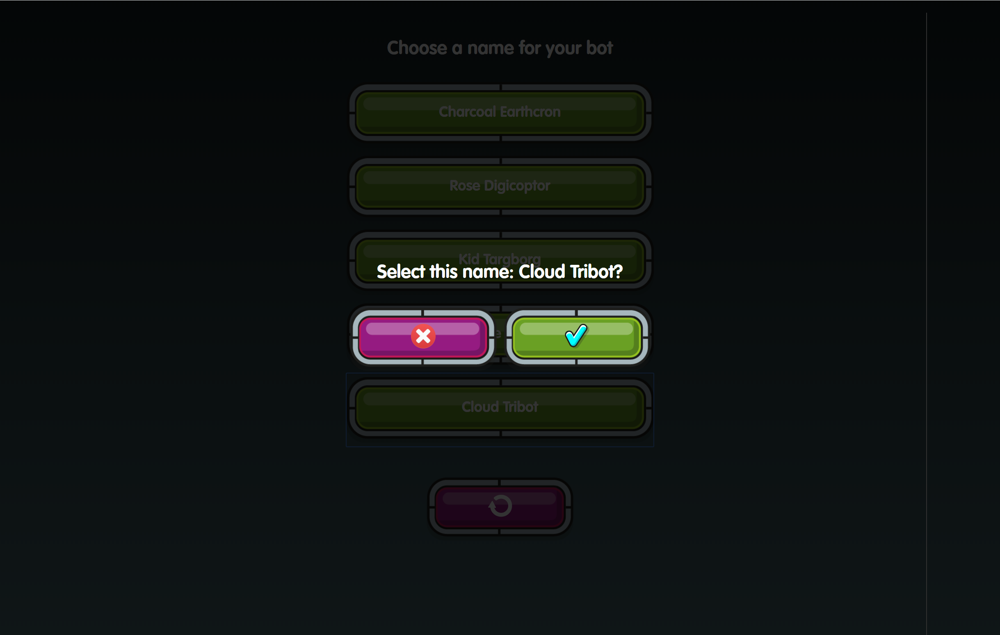 Choose a name for your bot
Charcoal Earthcron
Rose Digicoptor
Kid Targborg
Select this name: Cloud Tribot?
Cloud Tribot